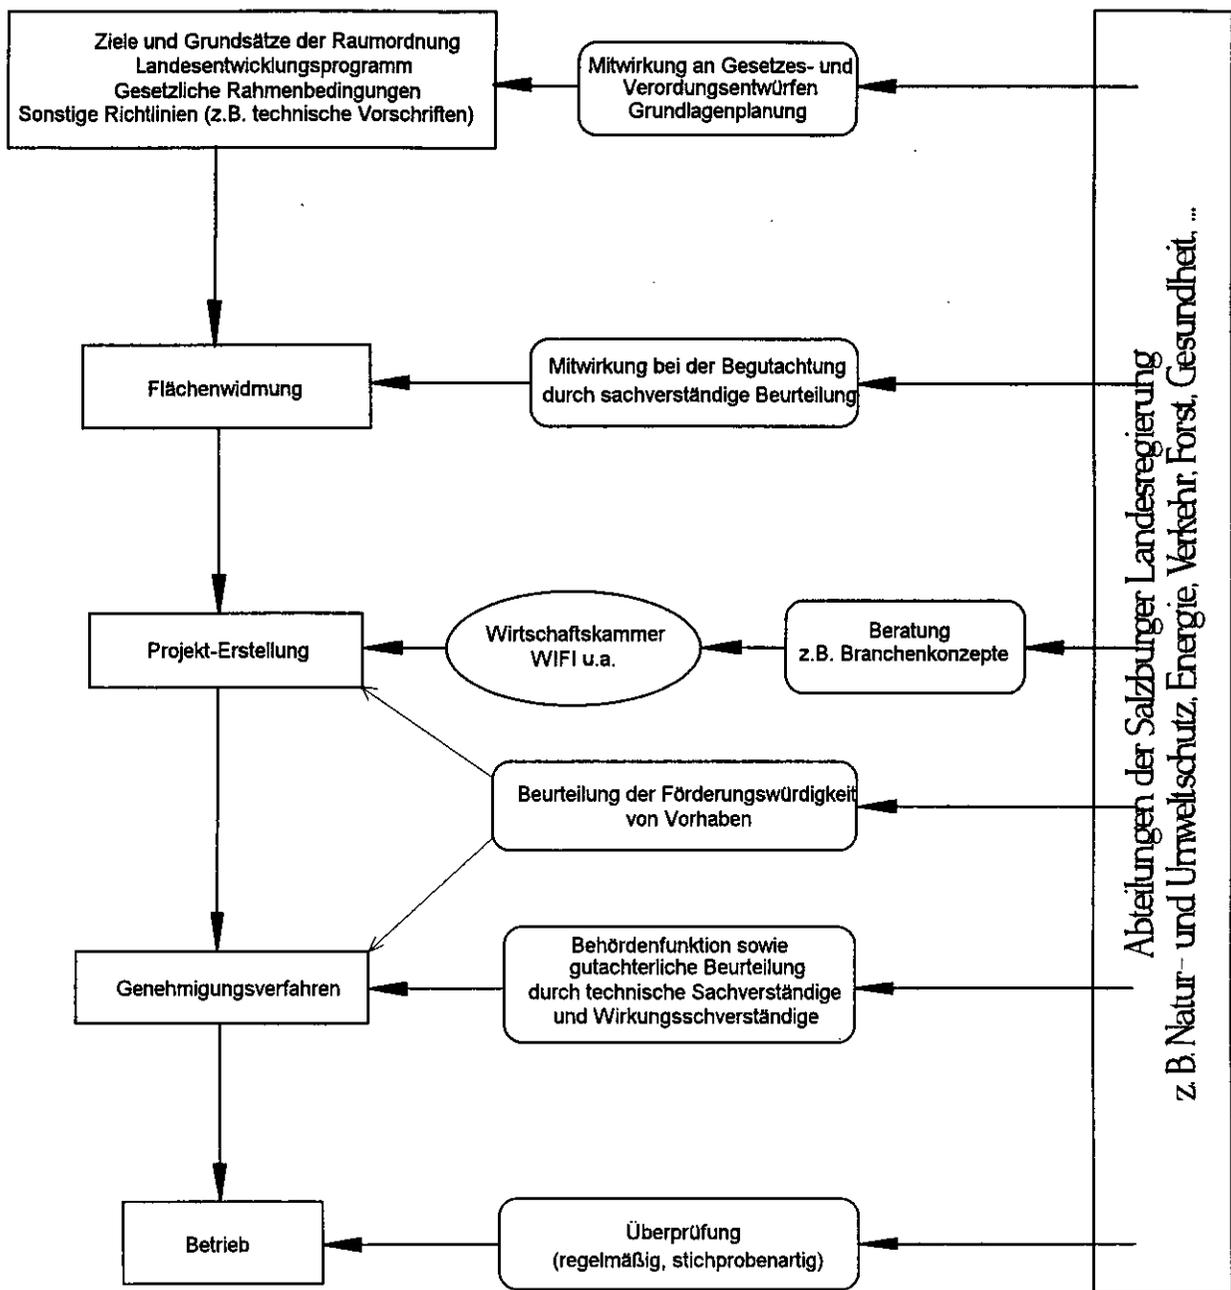 Ziele und Grundsätze der Raumordnung
Landesentwicklungsprogramm
Gesetzliche Rahmenbedingungen
Sonstige Richtlinien (z.B. technische Vorschriften)
Mitwirkung an Gesetzes- und
Verordungsentwürfen
Grundlagenplanung
Flächenwidmung
Mitwirkung bei der Begutachtung
durch sachverständige Beurteilung
Projekt-Erstellung
Wirtschaftskammer
WIFI u.a.
Beratung
z.B. Branchenkonzepte
Beurteilung der Förderungswürdigkeit
von Vorhaben
Genehmigungsverfahren
Behördenfunktion sowie
gutachterliche Beurteilung
durch technische Sachverständige
und Wirkungsschverständige
Betrieb
Überprüfung
(regelmäßig, stichprobenartig)
Abteilungen der Salzburger Landesregierung
z. B. Natur- und Umweltschutz, Energie, Verkehr, Forst, Gesundheit, ...